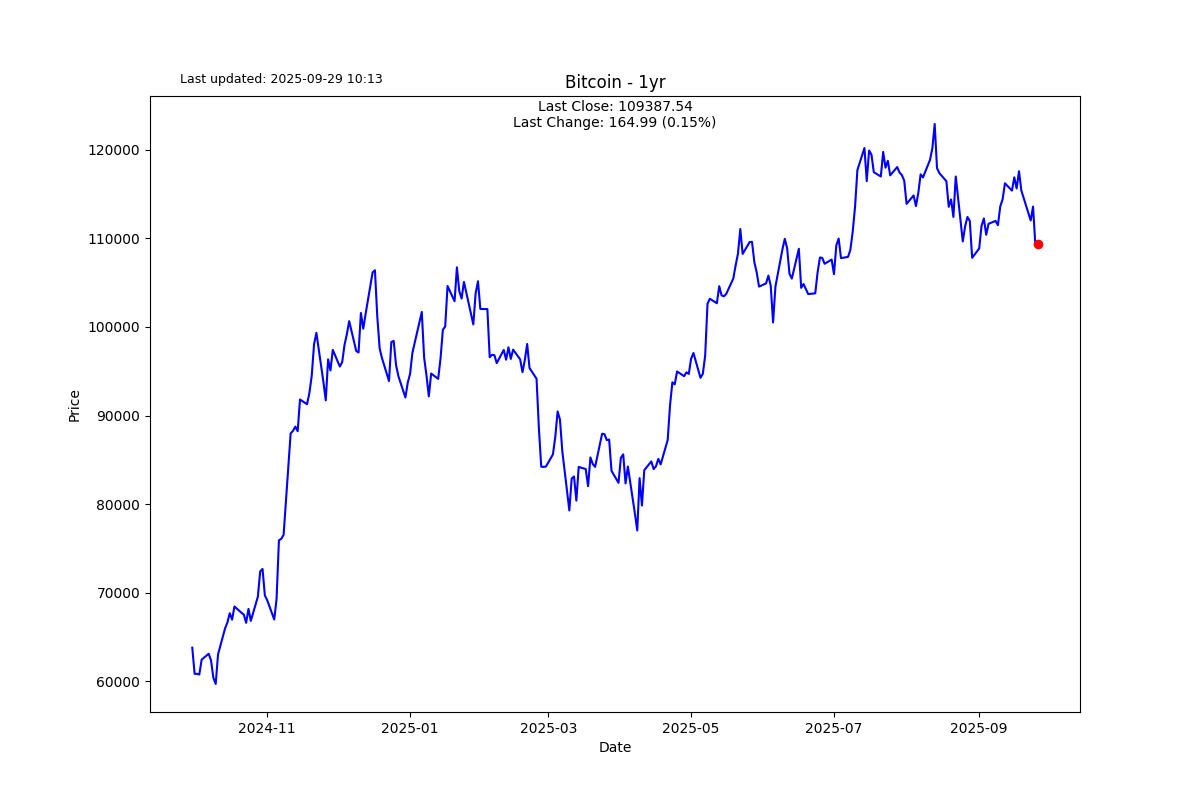 Last updated: 2025-09-29 10:13
Bitcoin - 1yr
Last Close: 109387.54
Last Change: 164.99 (0.15%)
120000
110000
100000
90000
80000
70000
60000
Price
2024-11 2025-01 2025-03 2025-05 2025-07 2025-09
Date